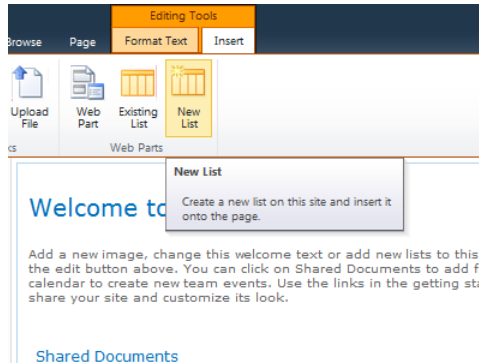 Editing Tools
Browse Page Format Text Insert
Upload File
Web Part
Existing List
New List
Web Parts
New List
Create a new list on this site and insert it
onto the page.
Welcome to
Add a new image, change this welcome text or add new lists to this
the edit button above. You can click on Shared Documents to add f
calendar to create new team events. Use the links in the getting sta
share your site and customize its look.
Shared Documents